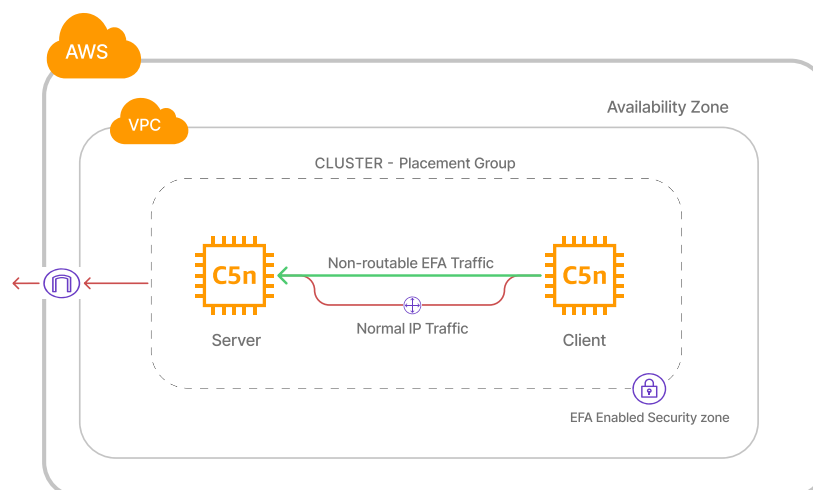 AWS
Availability Zone
VPC
CLUSTER - Placement Group
Non-routable EFA Traffic
C5n
C5n
Normal IP Traffic
Server
Client
EFA Enabled Security zone